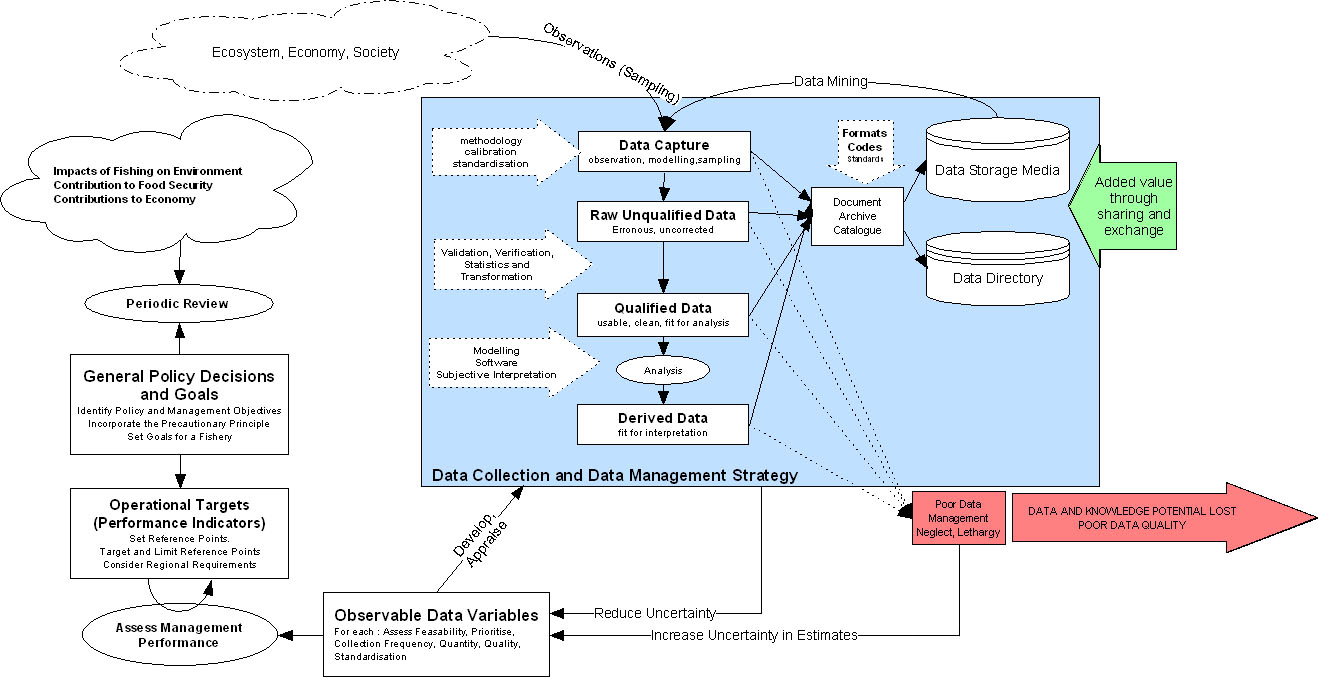 Ecosystem, Economy, Society
Observations (Sampling)
Data Mining
Impacts of Fishing on Environment
Contribution to Food Security
Contributions to Economy
Periodic Review
General Policy Decisions
and Goals
Identify Policy and Management Objectives
Incorporate the Precautionary Principle
Set Goals for a Fishery
Operational Targets
(Performance Indicators)
Set Reference Points.
Target and Limit Reference Points
Consider Regional Requirements
Assess Management
Performance
methodology
calibration
standardisation
Data Capture
observation, modelling,sampling
Raw Unqualified Data
Erronous, uncorrected
Validation, Verification,
Statistics and
Transformation
Qualified Data
usable, clean, fit for analysis
Modelling
Software
Subjective Interpretation
Analysis
Derived Data
fit for interpretation
Formats
Codes
Standards
Document
Archive
Catalogue
Data Storage Media
Data Directory
Added value
through
sharing and
exchange
Data Collection and Data Management Strategy
Poor Data
Management
Neglect, Lethargy
DATA AND KNOWLEDGE POTENTIAL LOST
POOR DATA QUALITY
Develop,
Appraise
Observable Data Variables
For each : Assess Feasability, Prioritise,
Collection Frequency, Quantity, Quality,
Standardisation
Reduce Uncertainty
Increase Uncertainty in Estimates